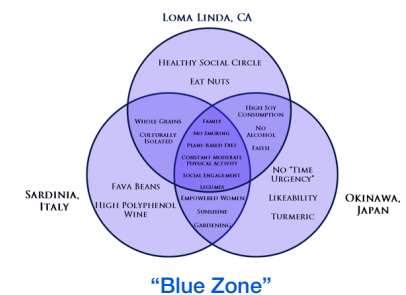 LOMA LINDA, CA
HEALTHY SOCIAL CIRCLE
EAT NUTS
WHOLE GRAINS
CULTURALLY
ISOLATED
FAMILY
NO SMOKING
PLANT-BASED DIET
CONSTANT MODERATE
PHYSICAL ACTIVITY
SOCIAL ENGAGEMENT
LEGUMES
HIGH SOY
CONSUMPTION
NO
ALCOHOL
FAITH
SARDINIA,
ITALY
FAVA BEANS
HIGH POLYPHENOL
WINE
EMPOWERED WOMEN
SUNSHINE
GARDENING
NO "TIME
URGENCY"
LIKEABILITY
TURMERIC
OKINAWA,
JAPAN
“Blue Zone”